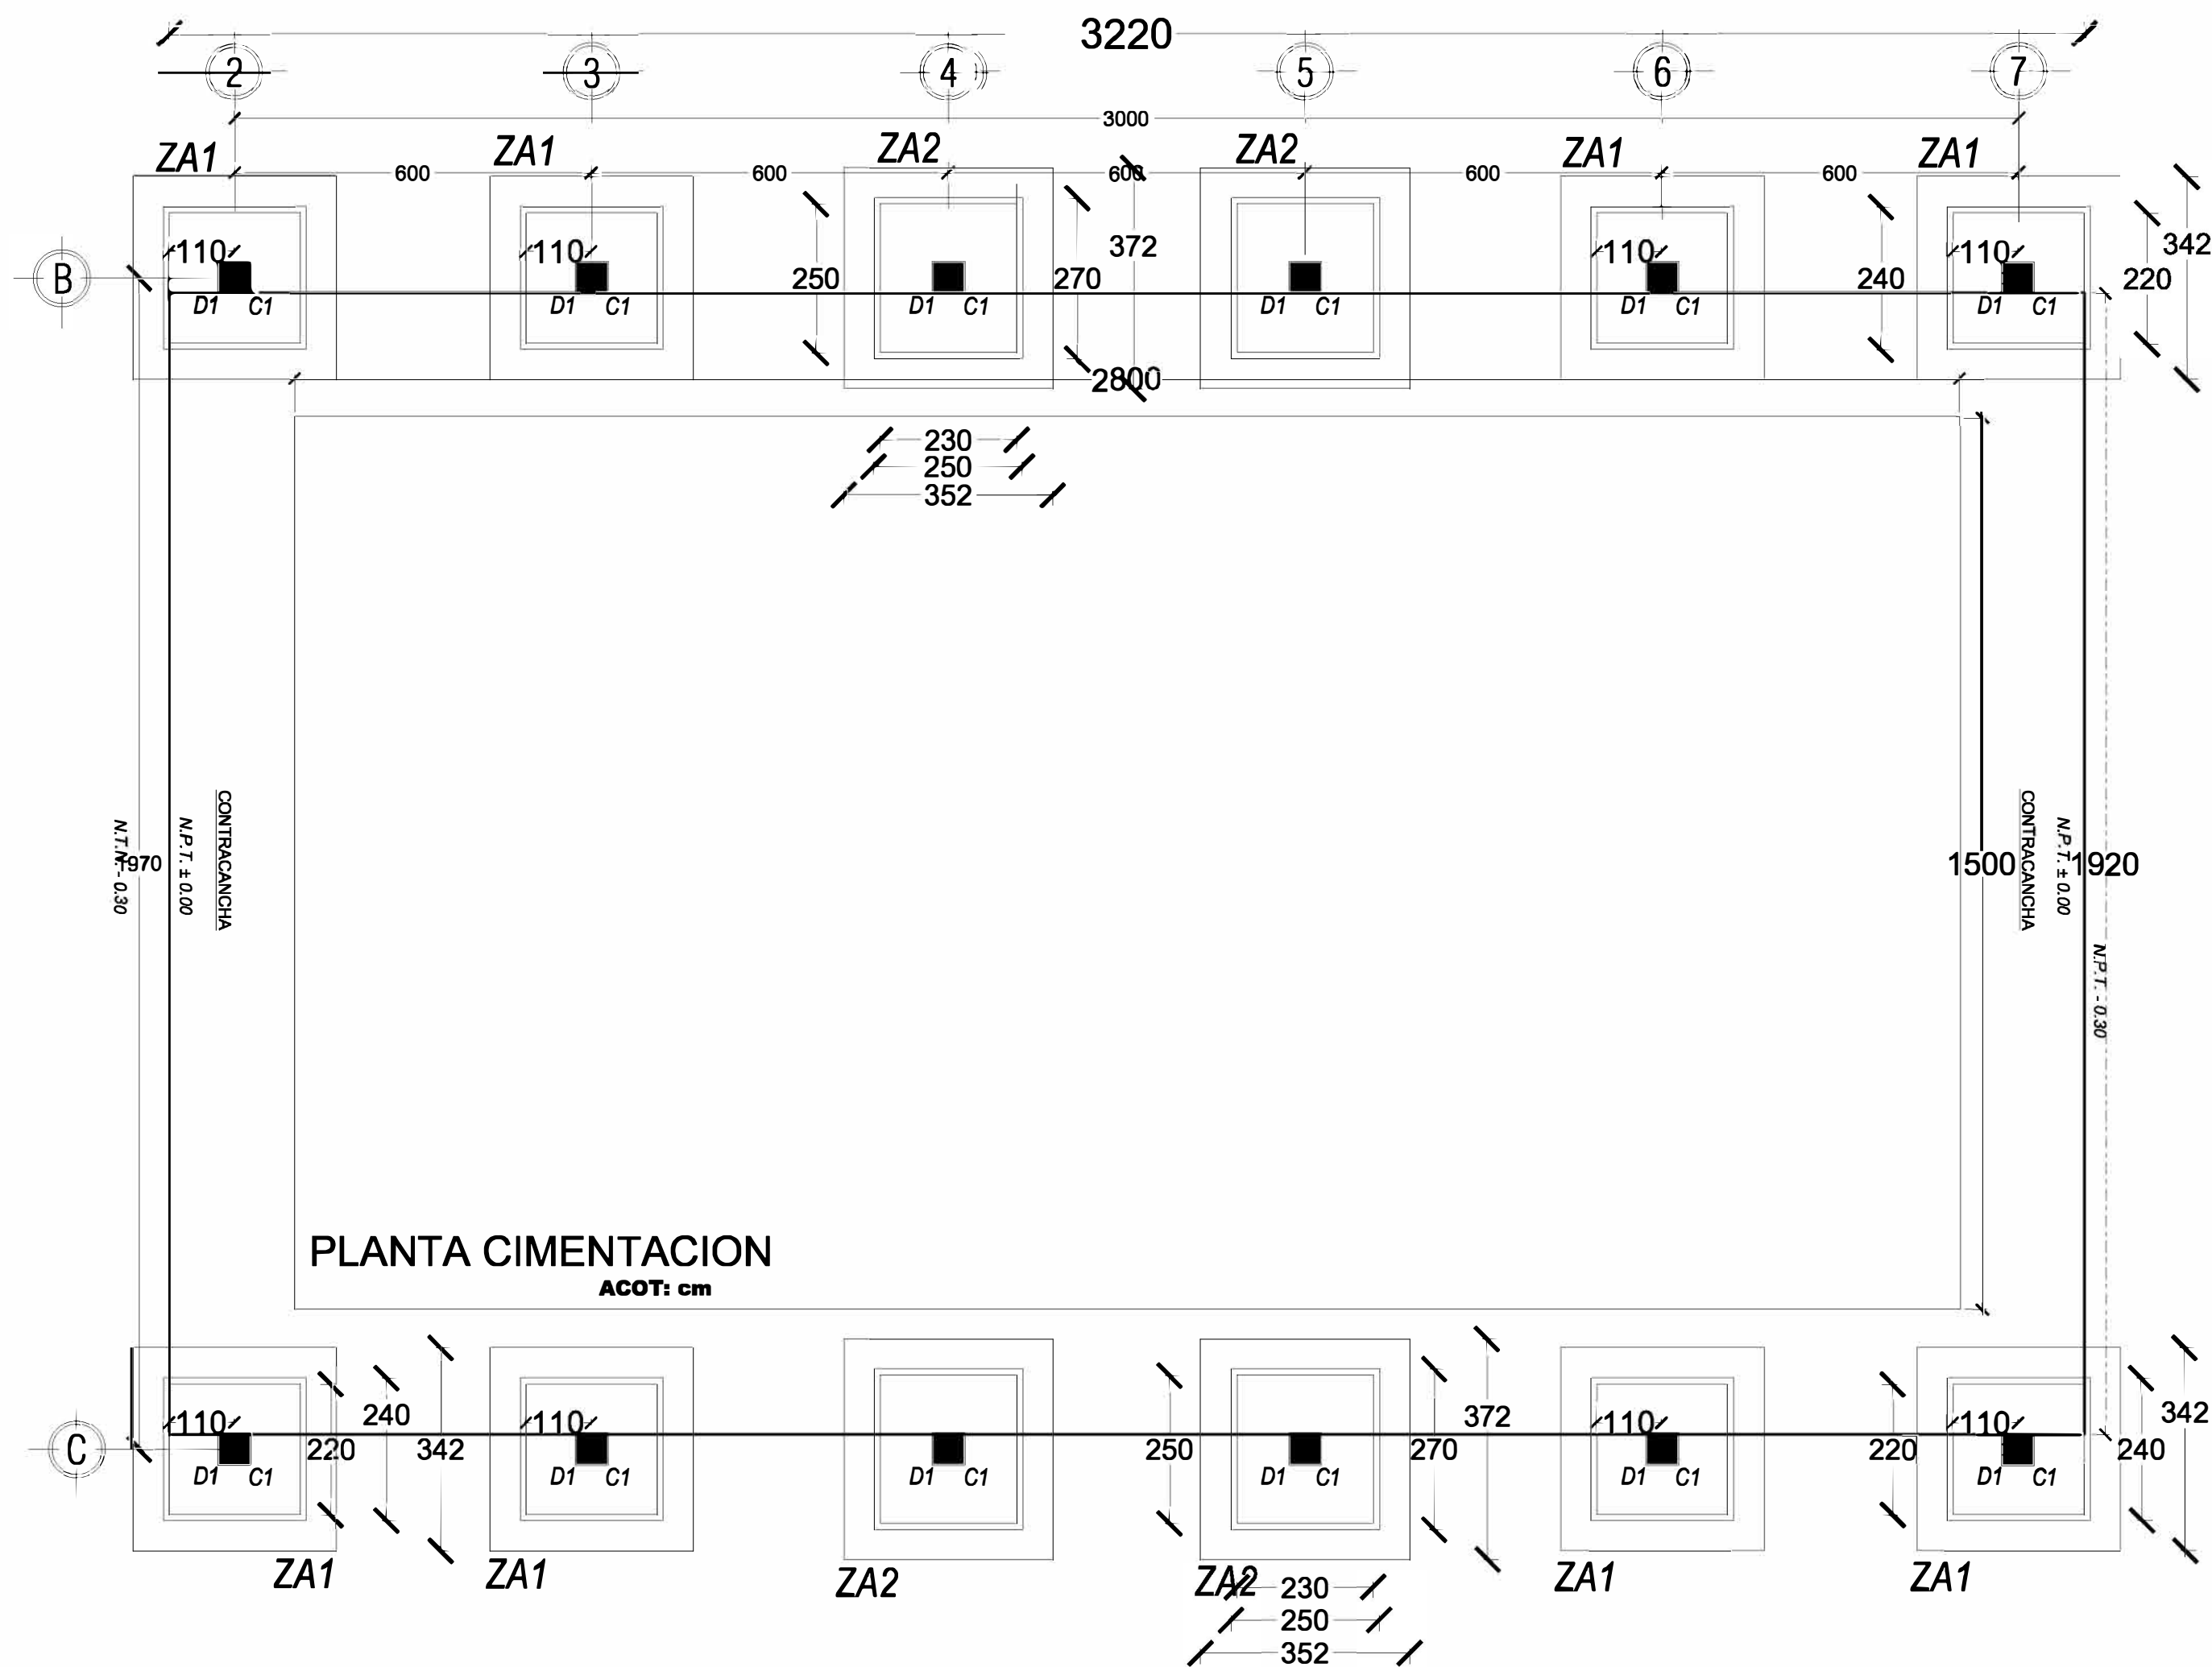 3220
2 3 4 5 6 7
3000
ZA1 ZA1 ZA2 ZA2 ZA1 ZA1
600 600 600 600 600
B
110 110 110 110
250 270 372 240 220 342
D1 C1 D1 C1 D1 C1 D1 C1 D1 C1 D1 C1
2800
230
250
352
N.T.N. - 0.30
1970
N.P.T. ± 0.00
CONTRACANCHA
1500
CONTRACANCHA
N.P.T. ± 0.00
1920
N.P.T. - 0.30
PLANTA CIMENTACION
ACOT: cm
C
110 110 110 110
220 240 342 250 270 372 220 240 342
D1 C1 D1 C1 D1 C1 D1 C1 D1 C1 D1 C1
ZA1 ZA1 ZA2 ZA2 ZA1 ZA1
230
250
352